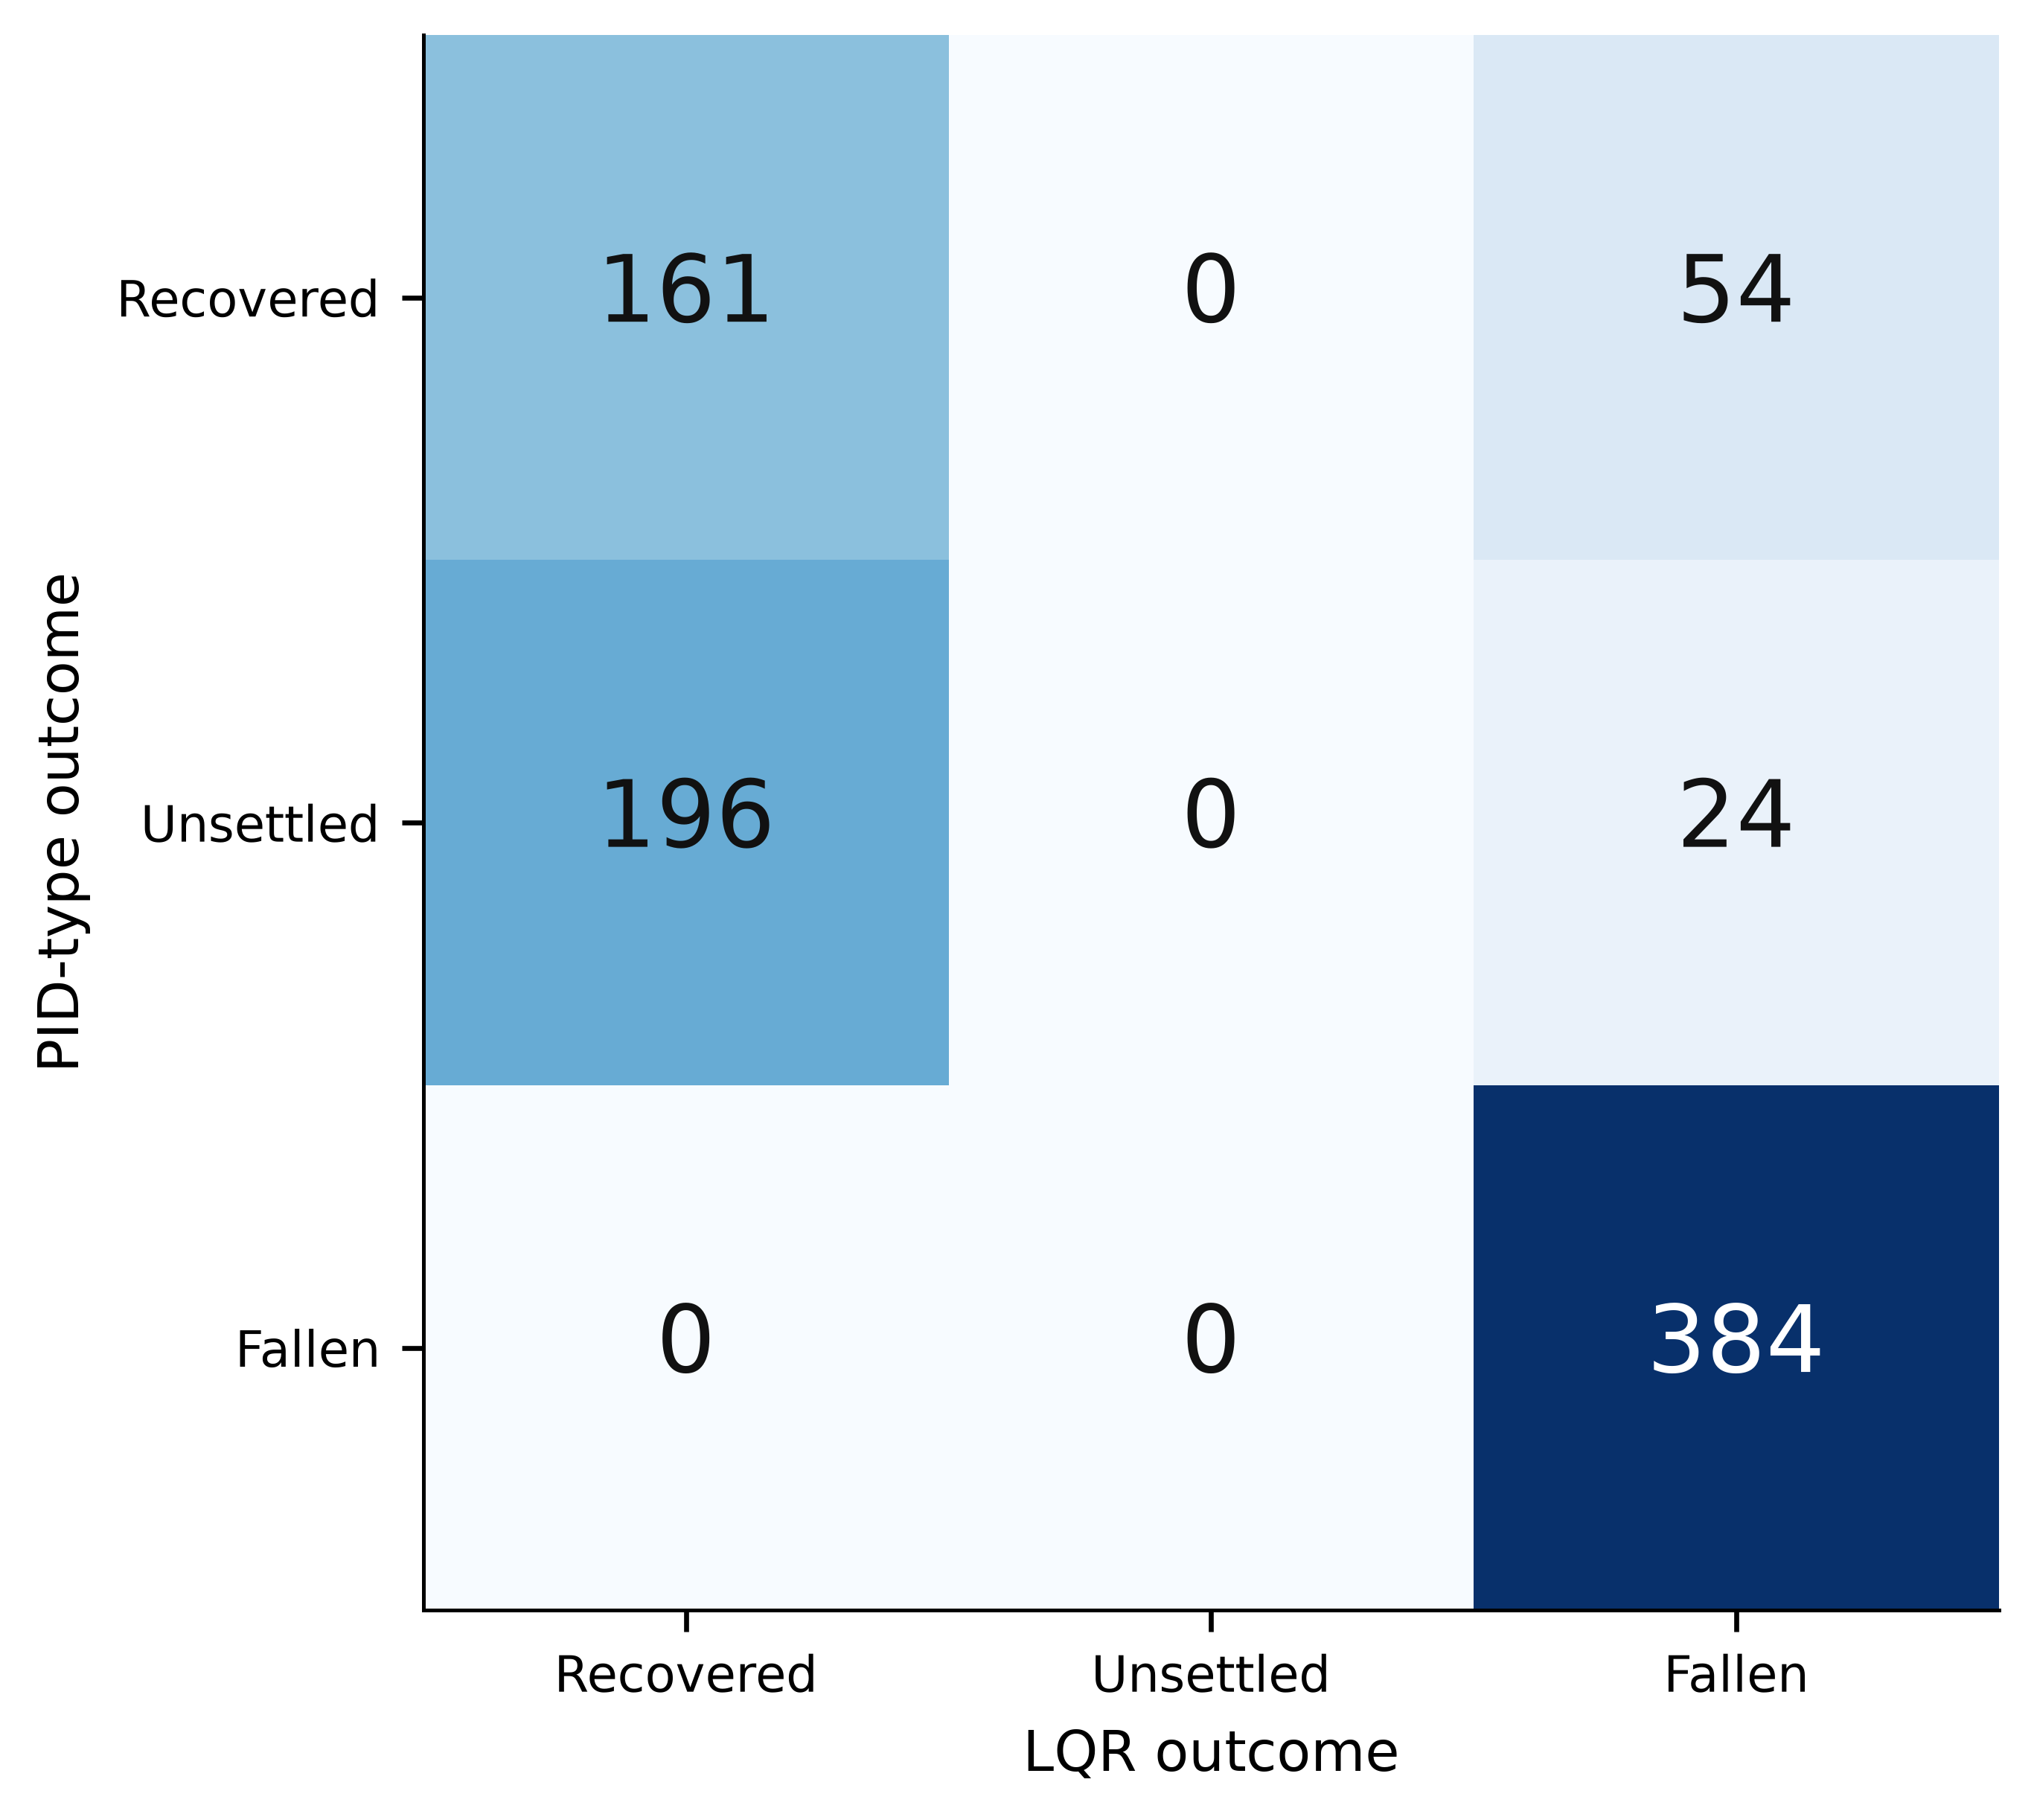 PID-type outcome
Recovered
161
0
54
Unsettled
196
0
24
Fallen
0
0
384
Recovered
Unsettled
Fallen
LQR outcome